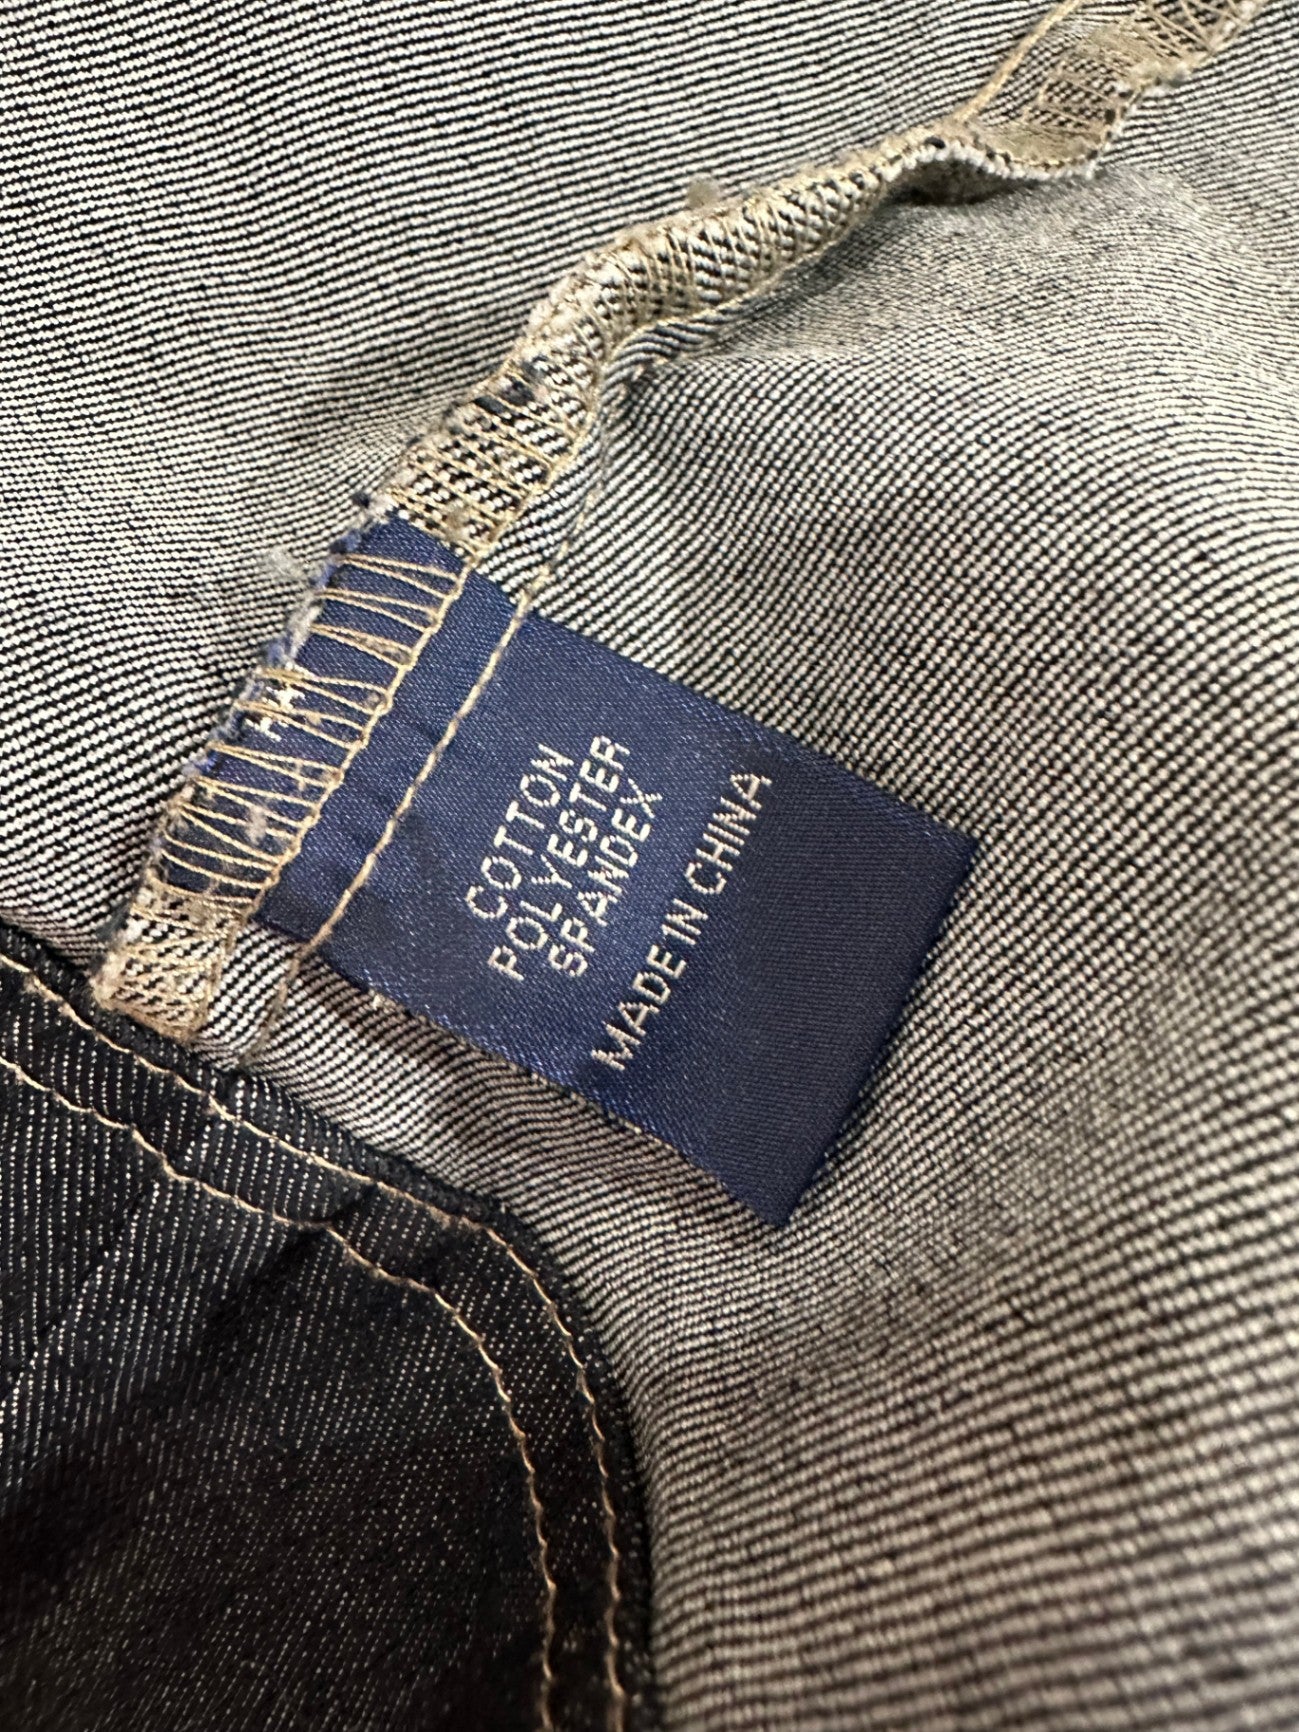 COTTON
POLYESTER
SPANDEX
MADE IN CHINA